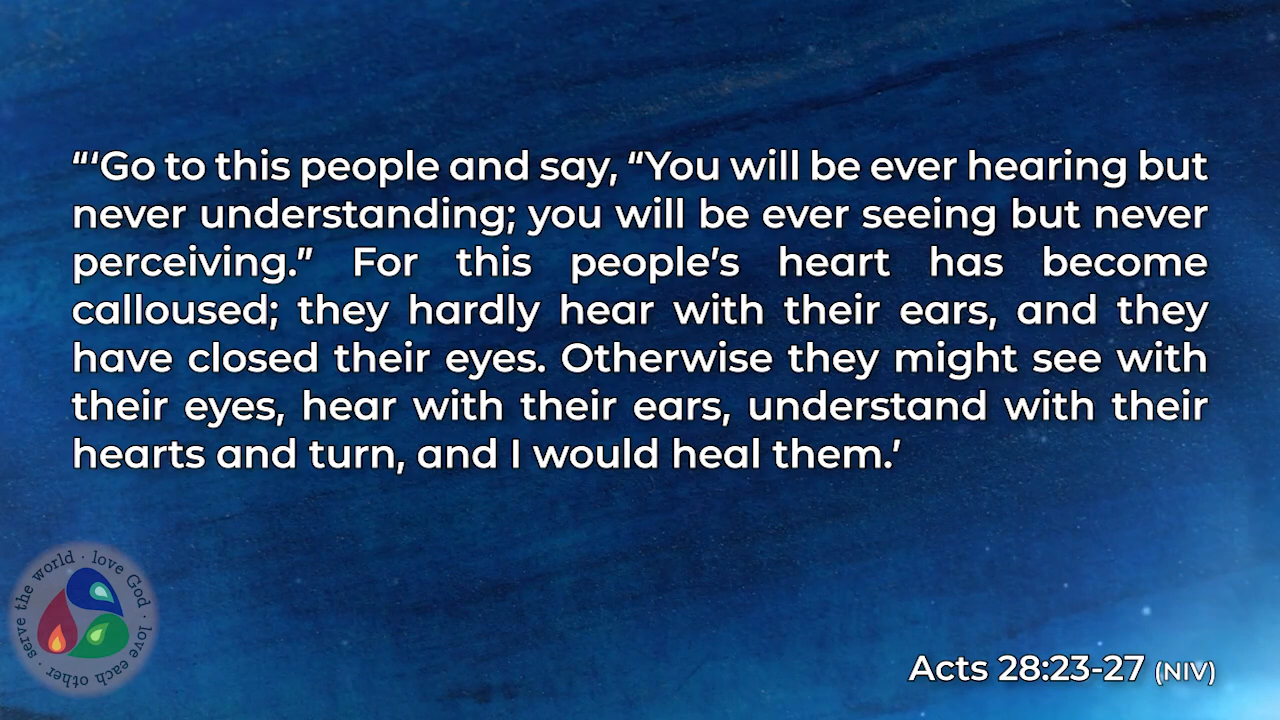 “‘Go to this people and say, “You will be ever hearing but
never understanding; you will be ever seeing but never
perceiving.” For this people’s heart has become
calloused; they hardly hear with their ears, and they
have closed their eyes. Otherwise they might see with
their eyes, hear with their ears, understand with their
hearts and turn, and I would heal them.’
serve the world · love God · love each other ·
Acts 28:23-27 (NIV)